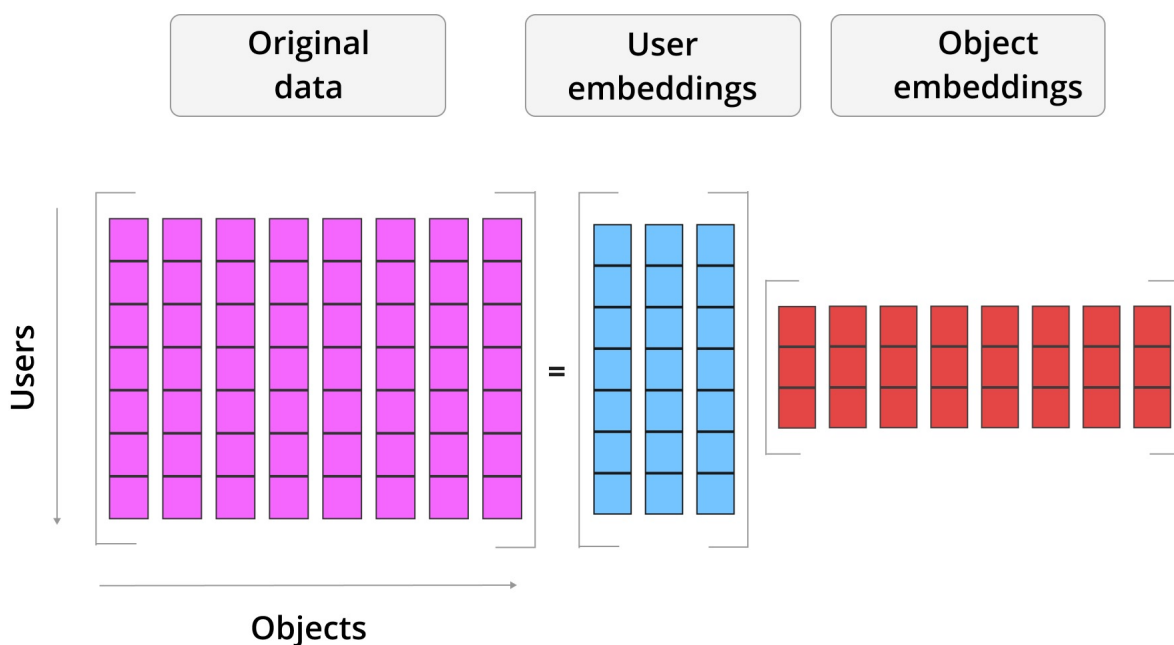 Original
data
User
embeddings
Object
embeddings
Users
=
Objects